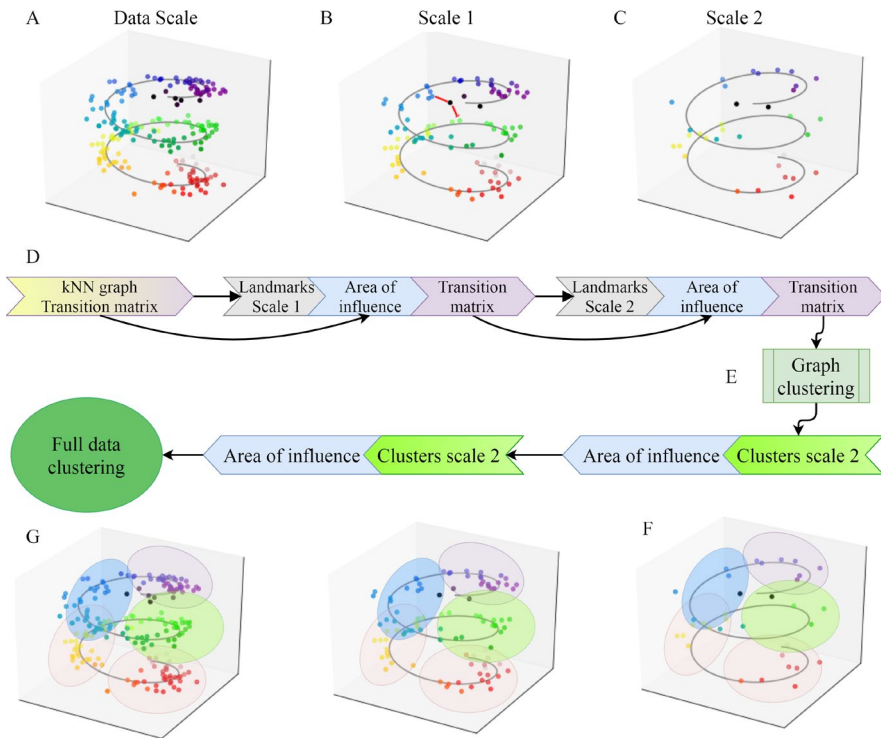 A
Data Scale
B
Scale 1
C
Scale 2
D
kNN graph
Transition matrix
Landmarks
Scale 1
Area of
influence
Transition
matrix
Landmarks
Scale 2
Area of
influence
Transition
matrix
E
Graph
clustering
Full data
clustering
Area of influence
Clusters scale 2
Area of influence
Clusters scale 2
G
F